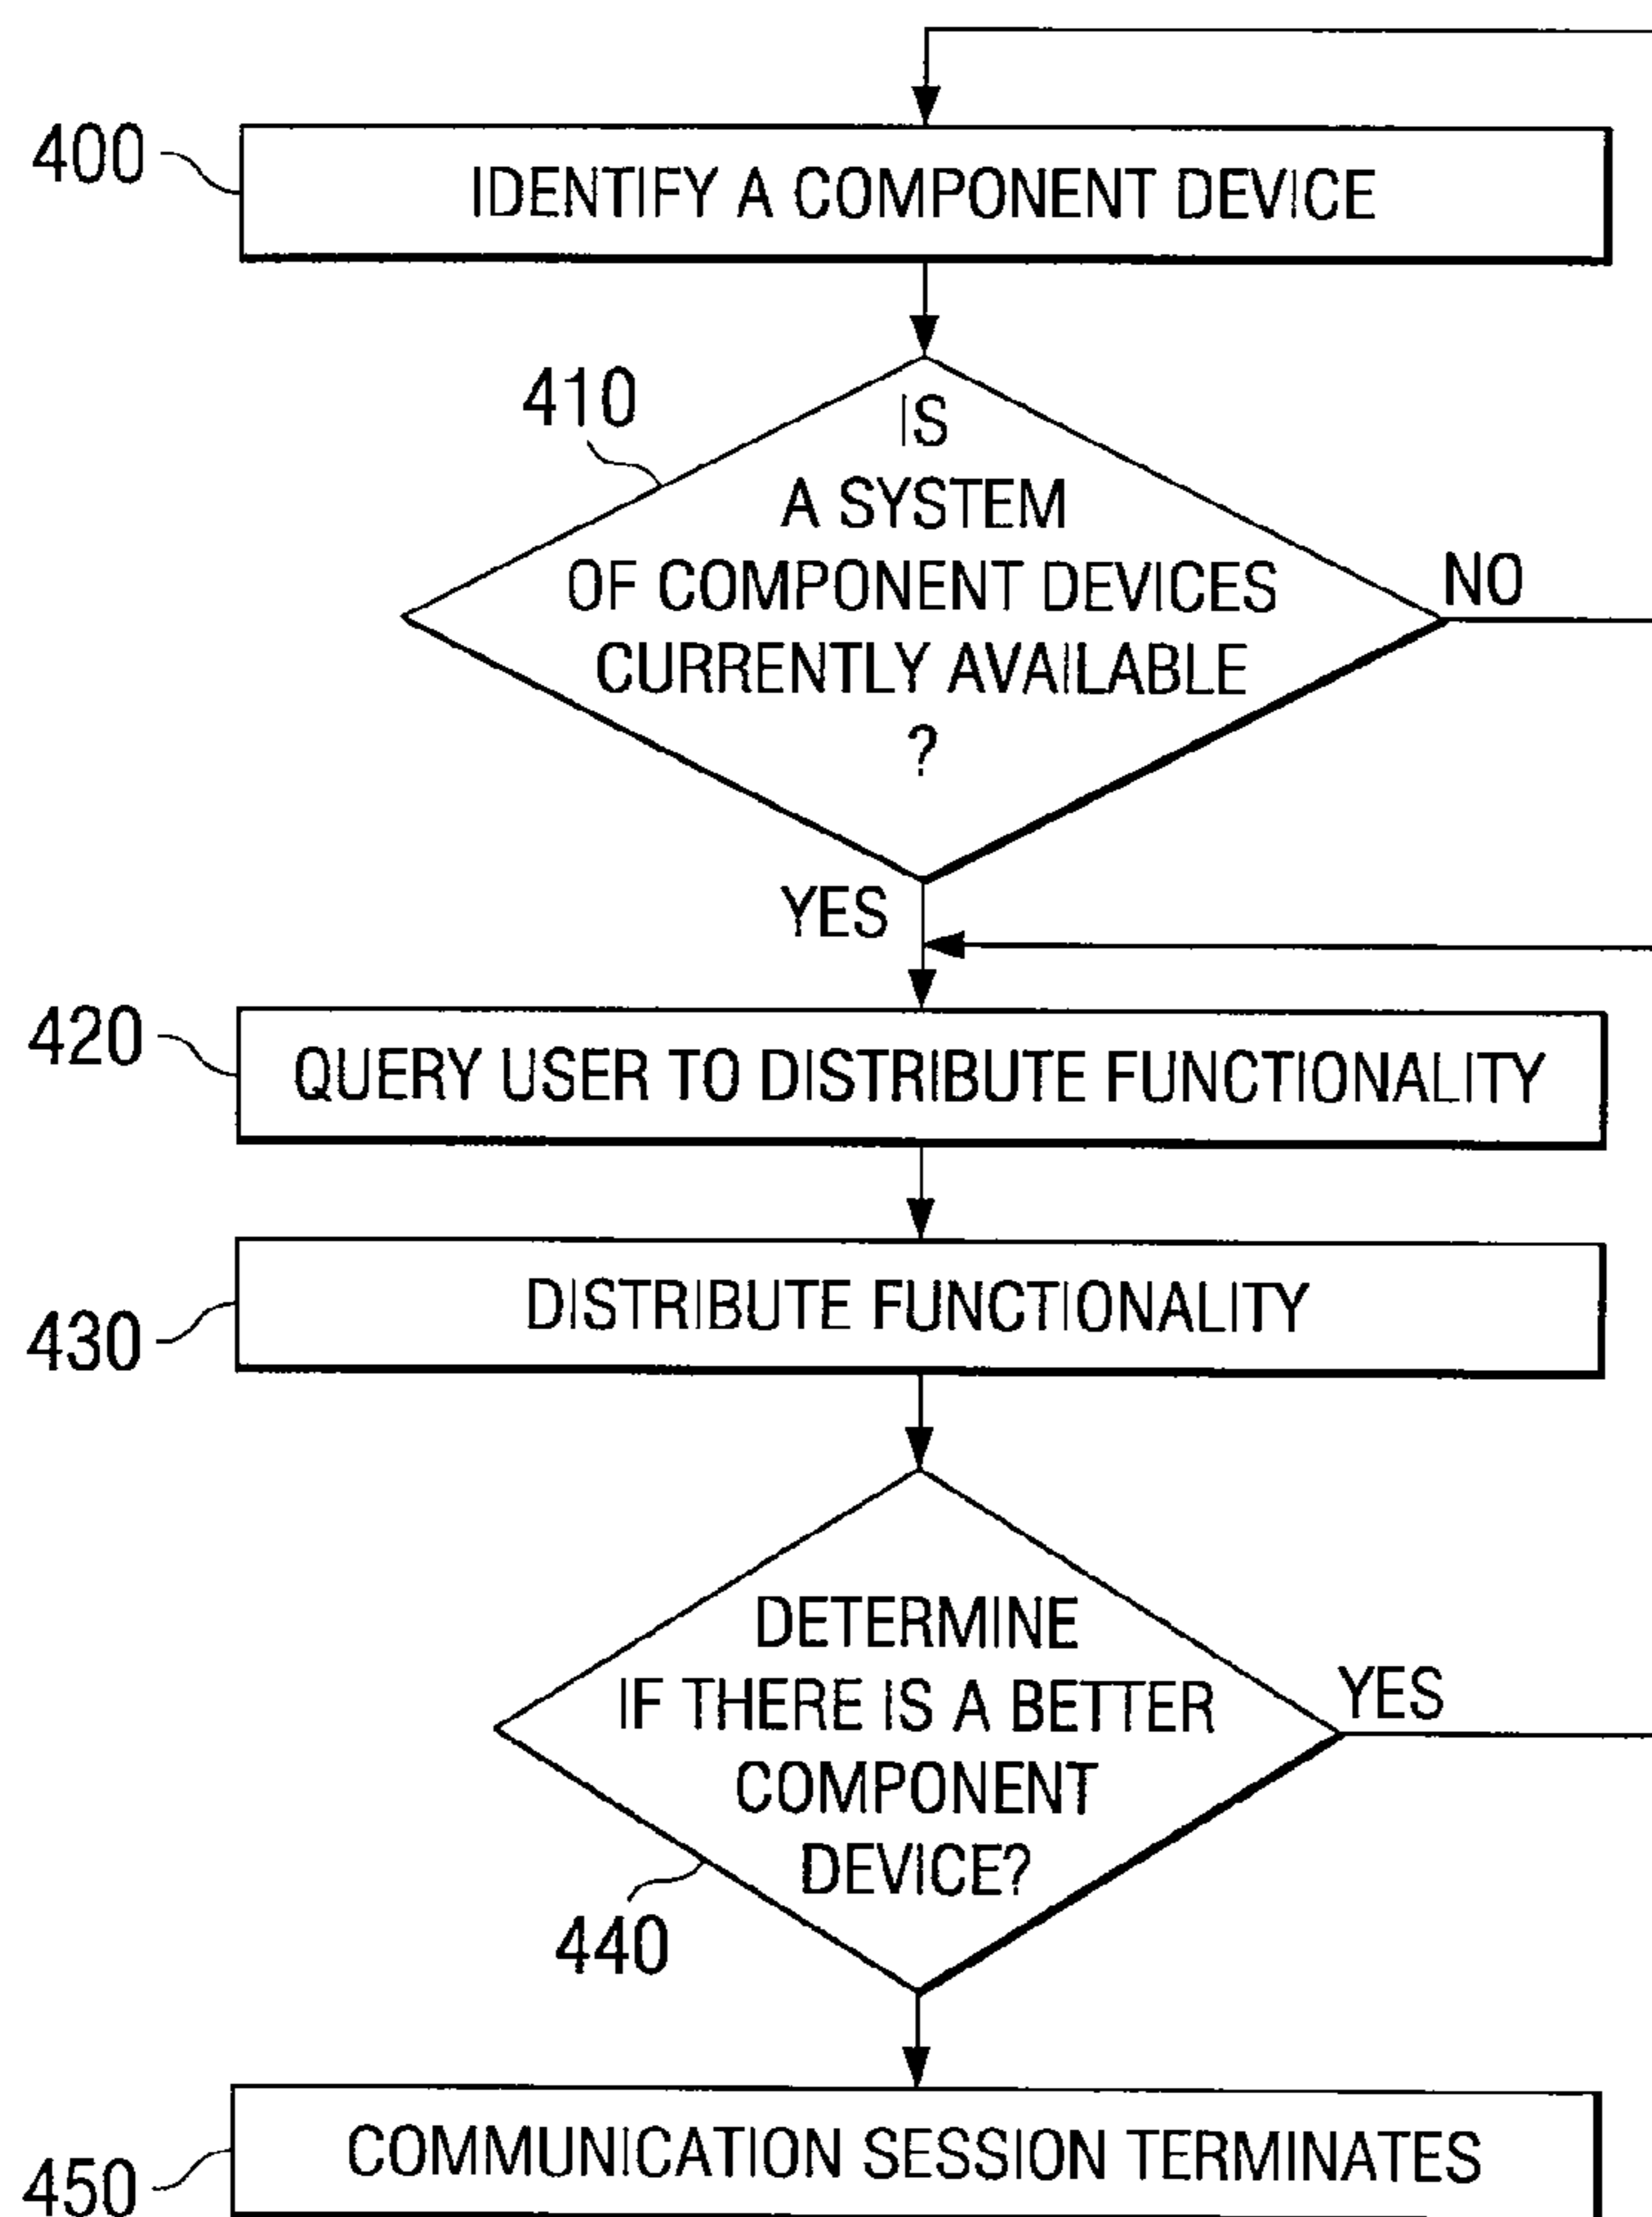 400
IDENTIFY A COMPONENT DEVICE
410
IS
A SYSTEM
OF COMPONENT DEVICES
CURRENTLY AVAILABLE
?
NO
YES
420
QUERY USER TO DISTRIBUTE FUNCTIONALITY
430
DISTRIBUTE FUNCTIONALITY
DETERMINE
IF THERE IS A BETTER
COMPONENT
DEVICE?
YES
440
450
COMMUNICATION SESSION TERMINATES